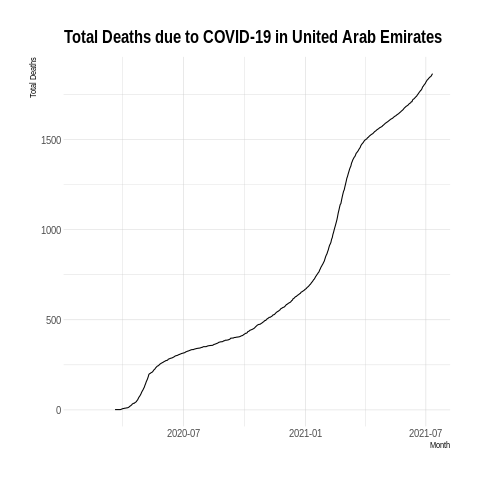 Total Deaths due to COVID-19 in United Arab Emirates
Total Deaths
1500
1000
500
0
2020-07
2021-01
2021-07
Month